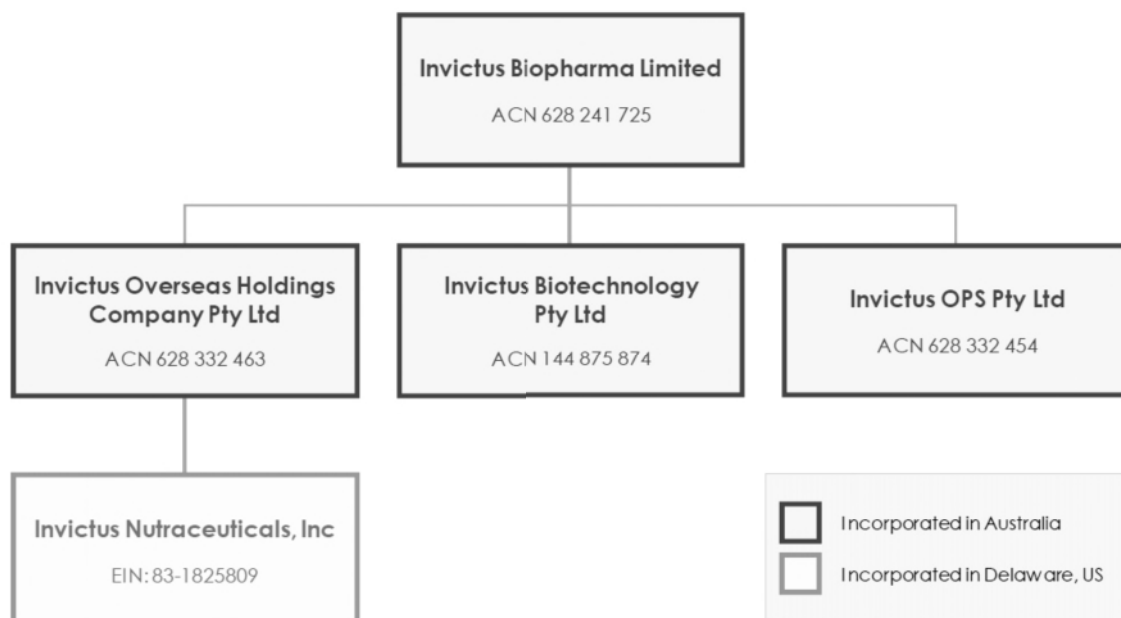 Invictus Biopharma Limited
ACN 628 241 725
Invictus Overseas Holdings
Company Pty Ltd
ACN 628 332 463
Invictus Biotechnology
Pty Ltd
ACN 144 875 874
Invictus OPS Pty Ltd
ACN 628 332 454
Invictus Nutraceuticals, Inc
EIN: 83-1825809
Incorporated in Australia
Incorporated in Delaware, US